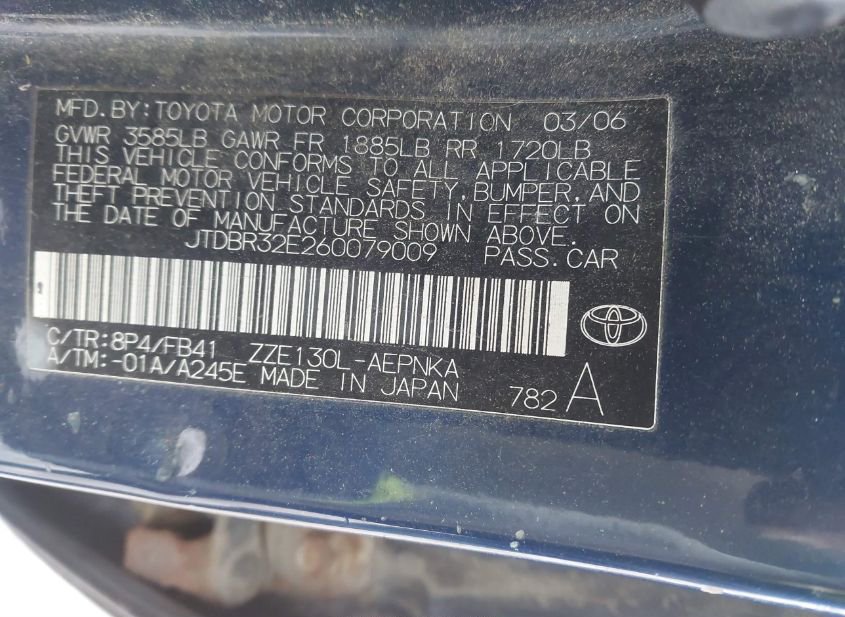 MFD.BY:TOYOTA MOTOR CORPORATION 03/06
GVWR 3585LB GAWR FR 1885LB RR 1720LB
THIS VEHICLE CONFORMS TO ALL APPLICABLE
FEDERAL MOTOR VEHICLE SAFETY, BUMPER, AND
THEFT PREVENTION STANDARDS IN EFFECT ON
THE DATE OF MANUFACTURE SHOWN ABOVE.
JTDBR32E260079009 PASS.CAR
C/TR:8P4/FB41 ZZE130L-AEPNKA
A/TM:-01A/A245E MADE IN JAPAN 782 A